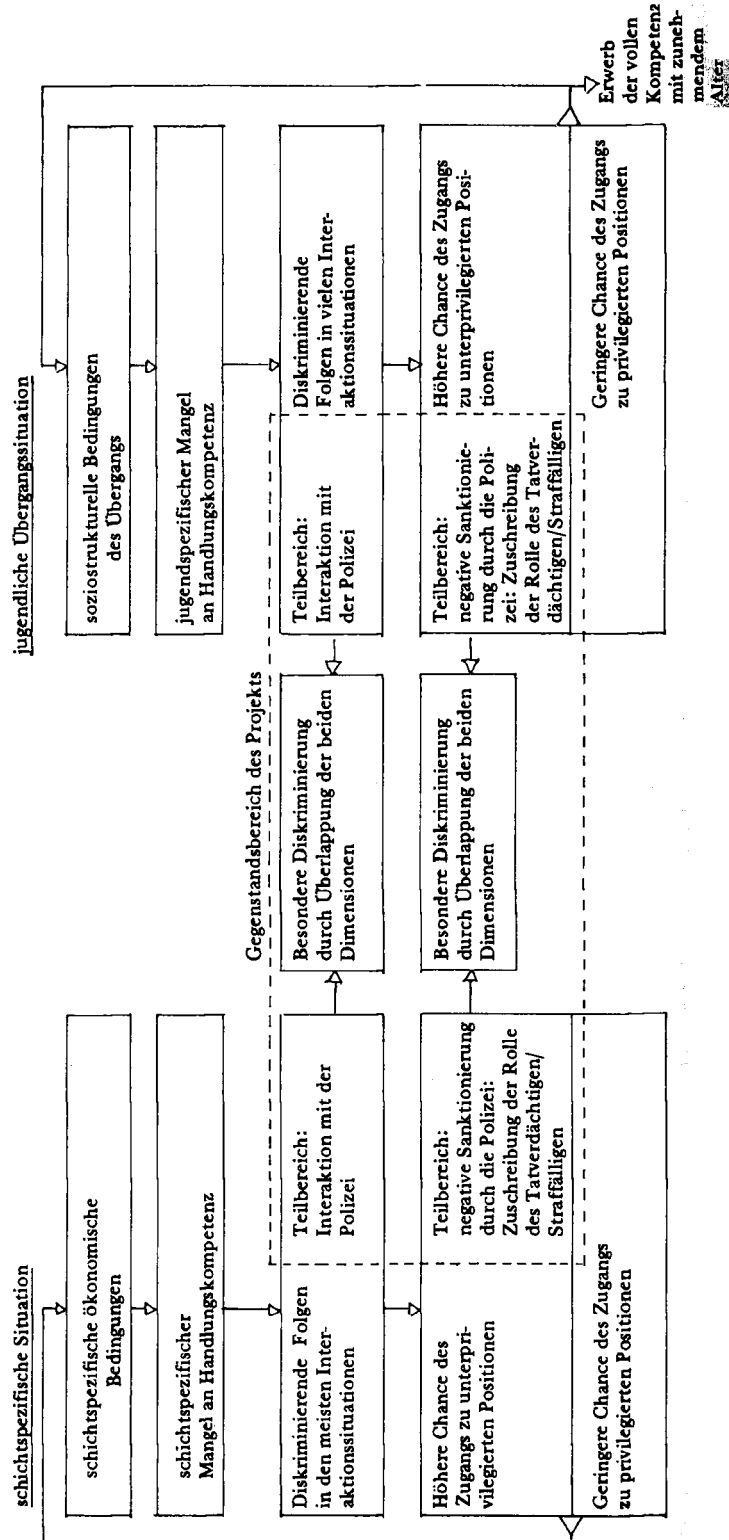 schichtspezifische Situation
schichtspezifische ökonomische
Bedingungen
schichtspezifischer
Mangel an Handlungskompetenz
Diskriminierende Folgen
in den meisten Inter-
aktionssituationen
Teilbereich:
Interaktion mit der
Polizei
Höhere Chance des
Zugangs zu unterpri-
vilegierten Positionen
Teilbereich:
negative Sanktionierung
durch die Polizei:
Zuschreibung der Rolle
des Tatverdächtigen/
Straffälligen
Geringere Chance des Zugangs
zu privilegierten Positionen
Gegenstandsbereich des Projekts
Besondere Diskriminierung
durch Überlappung der beiden
Dimensionen
Besondere Diskriminierung
durch Überlappung der beiden
Dimensionen
jugendliche Übergangssituation
soziostrukturelle Bedingungen
des Übergangs
jugendspezifischer Mangel
an Handlungskompetenz
Teilbereich:
Interaktion mit
der Polizei
Diskriminierende
Folgen in vielen Inter-
aktionssituationen
Teilbereich:
negative Sanktionie-
rung durch die Poli-
zei: Zuschreibung
der Rolle des Tatver-
dächtigen/Straffälligen
Höhere Chance des Zugangs
zu unterprivilegierten Posi-
tionen
Geringere Chance des Zugangs
zu privilegierten Positionen
Erwerb
der vollen
Kompetenz
mit zuneh-
mendem
Alter